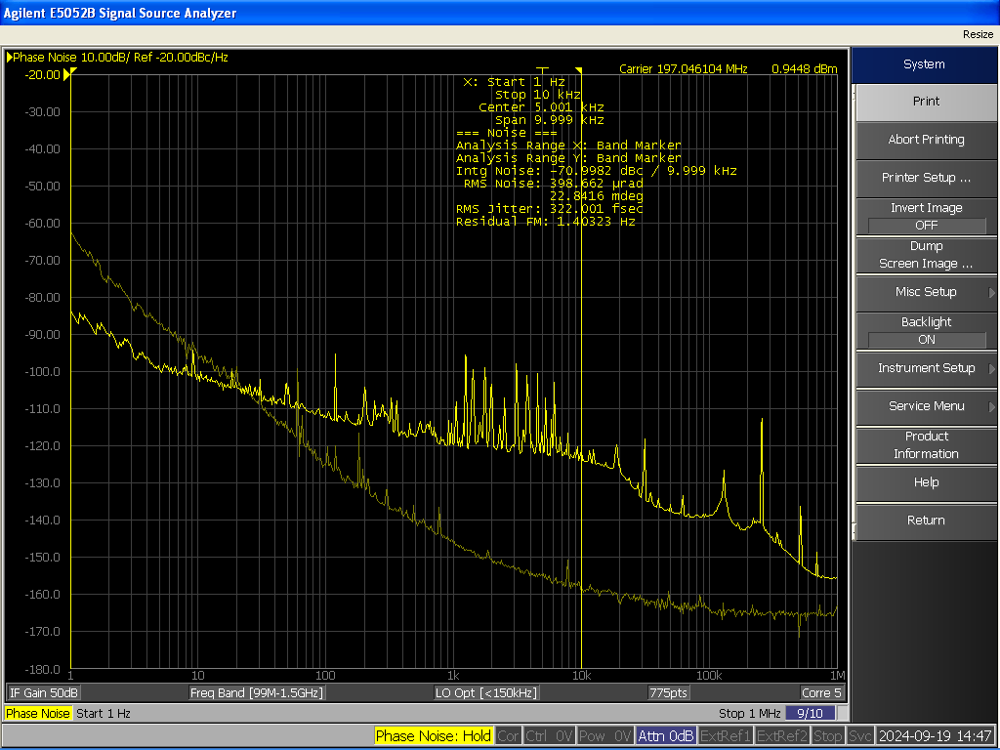 Agilent E5052B Signal Source Analyzer
Resize
Phase Noise 10.00dB/ Ref -20.00dBc/Hz
Carrier 197.046104 MHz 0.9448 dBm
-20.00
-30.00
-40.00
-50.00
-60.00
-70.00
-80.00
-90.00
-100.0
-110.0
-120.0
-130.0
-140.0
-150.0
-160.0
-170.0
-180.0
X: Start 1 Hz
Stop 10 kHz
Center 5.001 kHz
Span 9.999 kHz
=== Noise ===
Analysis Range X: Band Marker
Analysis Range Y: Band Marker
Intg Noise: -70.9982 dBc / 9.999 kHz
RMS Noise: 398.662 µrad
22.8416 mdeg
RMS Jitter: 322.001 fsec
Residual FM: 1.40323 Hz
1 10 100 1k 10k 100k 1M
IF Gain 50dB Freq Band [99M-1.5GHz] LO Opt [<150kHz] 775pts Corre 5
Phase Noise Start 1 Hz Stop 1 MHz 9/10
Phase Noise: Hold Cor Ctrl 0V Pow 0V Attn 0dB ExtRef1 ExtRef2 Stop Svc 2024-09-19 14:47
System
Print
Abort Printing
Printer Setup ...
Invert Image
OFF
Dump
Screen Image ...
Misc Setup
Backlight
ON
Instrument Setup
Service Menu
Product
Information
Help
Return